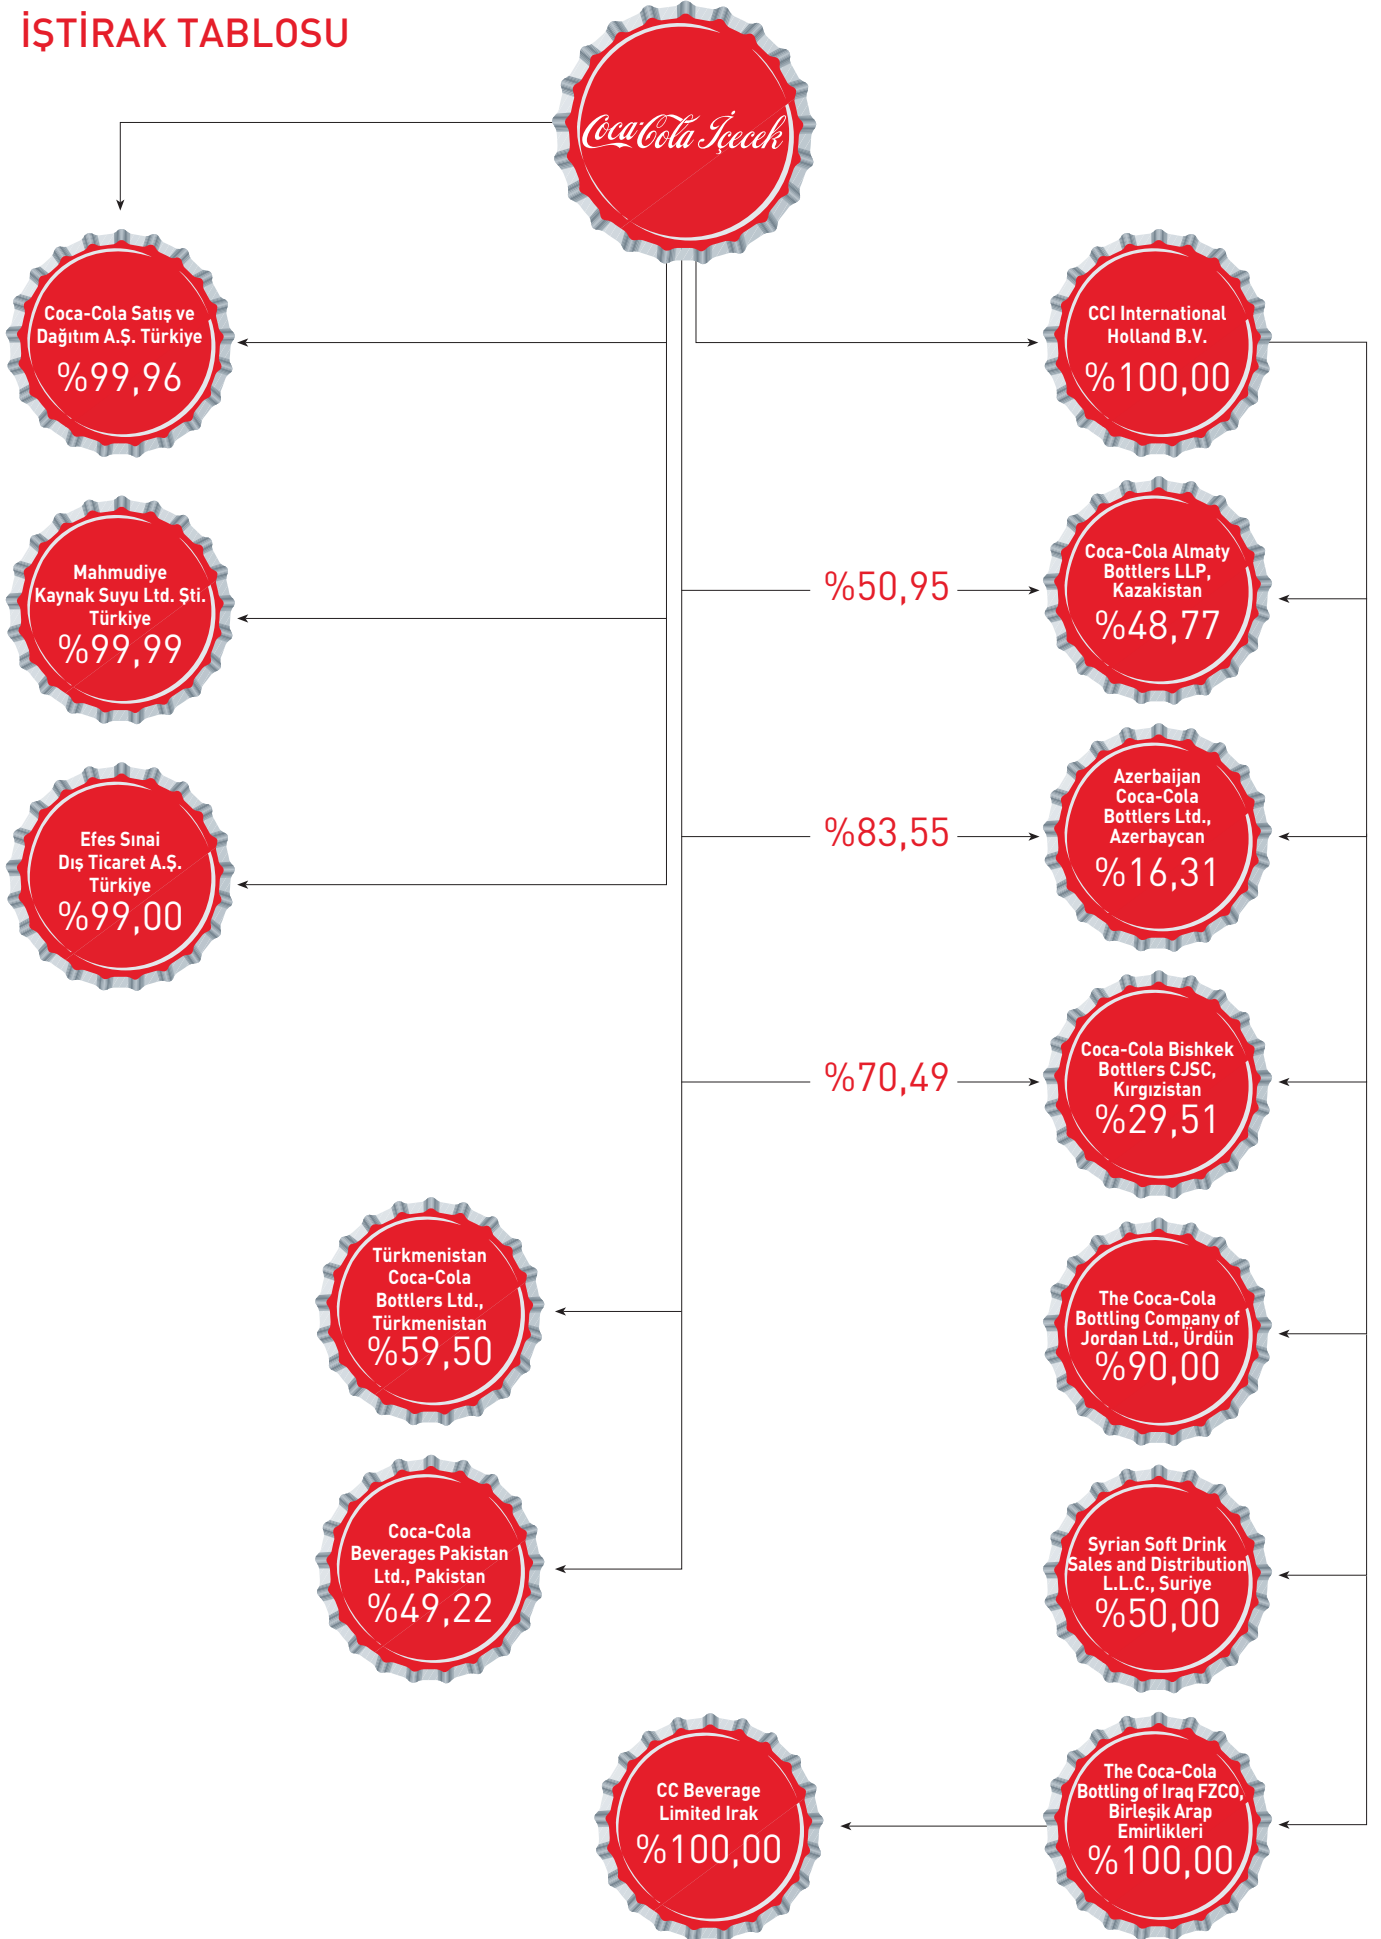 İŞTİRAK TABLOSU
Coca-Cola İçecek
Coca-Cola Satış ve
Dağıtım A.Ş. Türkiye
%99,96
CCI International
Holland B.V.
%100,00
Mahmudiye
Kaynak Suyu Ltd. Şti.
Türkiye
%99,99
%50,95
Coca-Cola Almaty
Bottlers LLP,
Kazakistan
%48,77
Efes Sınai
Dış Ticaret A.Ş.
Türkiye
%99,00
%83,55
Azerbaijan
Coca-Cola
Bottlers Ltd.,
Azerbaycan
%16,31
%70,49
Coca-Cola Bishkek
Bottlers CJSC,
Kırgızistan
%29,51
Türkmenistan
Coca-Cola
Bottlers Ltd.,
Türkmenistan
%59,50
The Coca-Cola
Bottling Company of
Jordan Ltd., Ürdün
%90,00
Coca-Cola
Beverages Pakistan
Ltd., Pakistan
%49,22
Syrian Soft Drink
Sales and Distribution
L.L.C., Suriye
%50,00
CC Beverage
Limited Irak
%100,00
The Coca-Cola
Bottling of Iraq FZCO,
Birleşik Arap
Emirlikleri
%100,00